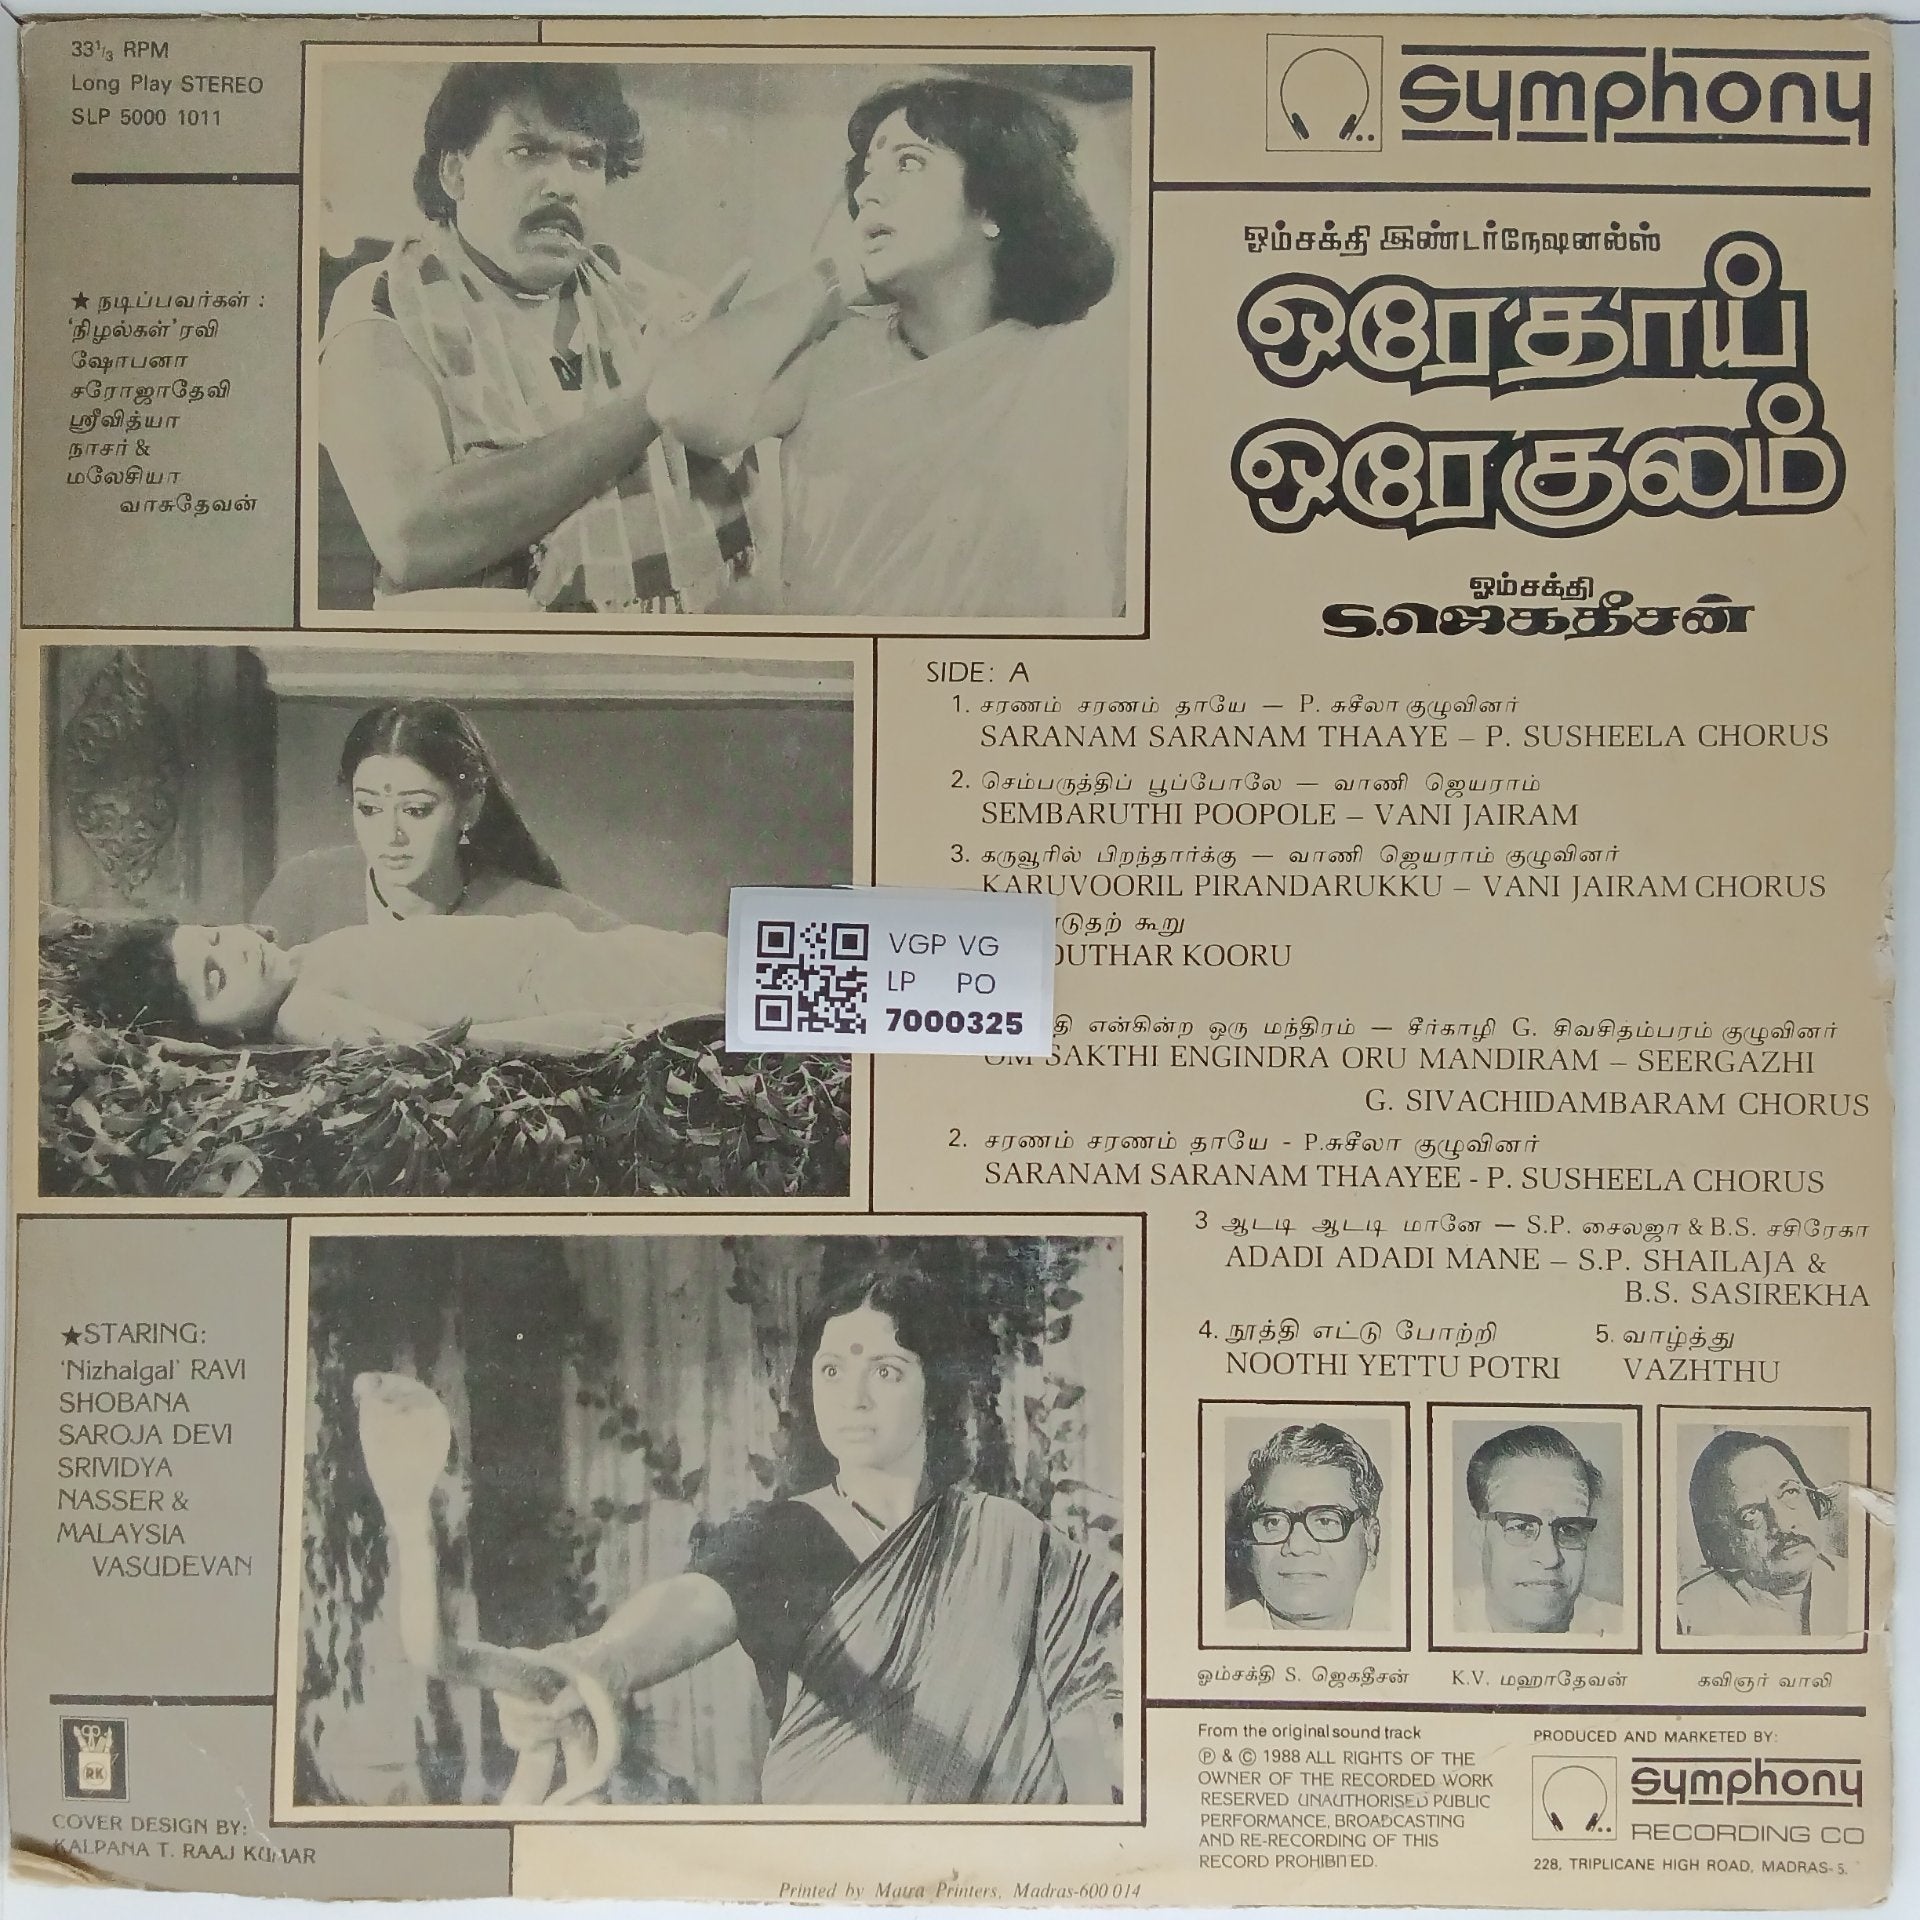 33⅓ RPM
Long Play STEREO
SLP 5000 1011
symphony
★ நடிப்பவர்கள் :
'நிழல்கள்' ரவி
ஷோபனா
சரோஜாதேவி
ஸ்ரீவித்யா
நாசர் &
மலேசியா
வாசுதேவன்
ஓம்சக்தி இண்டர்நேஷனல்ஸ்
ஒரேதாய்
ஒரேகுலம்
ஓம்சக்தி
S.ஜெகதீசன்
SIDE: A
1. சரணம் சரணம் தாயே – P. சுசீலா குழுவினர்
SARANAM SARANAM THAAYE – P. SUSHEELA CHORUS
2. செம்பருத்திப் பூப்போலே – வாணி ஜெயராம்
SEMBARUTHI POOPOLE – VANI JAIRAM
3. கருவூரில் பிறந்தார்க்கு – வாணி ஜெயராம் குழுவினர்
KARUVOORIL PIRANDARUKKU – VANI JAIRAM CHORUS
கூறு
KOORU
VGP VG
LP PO
7000325
என்கின்ற ஒரு மந்திரம் – சீர்காழி G. சிவசிதம்பரம் குழுவினர்
OM SAKTHI ENGINDRA ORU MANDIRAM – SEERGAZHI
G. SIVACHIDAMBARAM CHORUS
2. சரணம் சரணம் தாயே - P.சுசீலா குழுவினர்
SARANAM SARANAM THAAYEE - P. SUSHEELA CHORUS
3 ஆடடி ஆடடி மானே – S.P. சைலஜா & B.S. சசிரேகா
ADADI ADADI MANE – S.P. SHAILAJA &
B.S. SASIREKHA
4. நூத்தி எட்டு போற்றி
NOOTHI YETTU POTRI
5. வாழ்த்து
VAZHTHU
★STARING:
'Nizhalgal' RAVI
SHOBANA
SAROJA DEVI
SRIVIDYA
NASSER &
MALAYSIA
VASUDEVAN
ஓம்சக்தி S. ஜெகதீசன்
K.V. மஹாதேவன்
கவிஞர் வாலி
RK
COVER DESIGN BY:
KALPANA T. RAAJ KUMAR
From the original sound track
℗ & © 1988 ALL RIGHTS OF THE
OWNER OF THE RECORDED WORK
RESERVED UNAUTHORISED PUBLIC
PERFORMANCE, BROADCASTING
AND RE-RECORDING OF THIS
RECORD PROHIBITED.
PRODUCED AND MARKETED BY:
symphony
RECORDING CO
228, TRIPLICANE HIGH ROAD, MADRAS-5.
Printed by Matra Printers, Madras-600 014